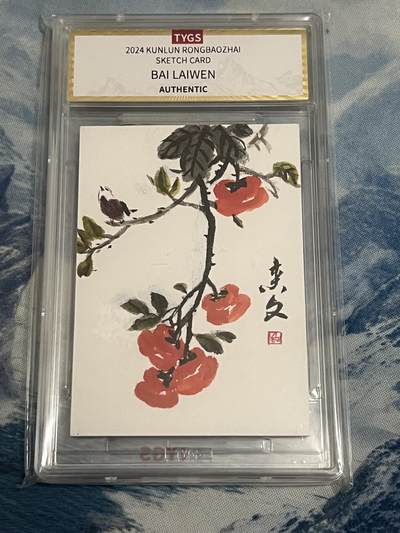 TYGS
2024 KUNLUN RONGBAOZHAI
SKETCH CARD
BAI LAIWEN
AUTHENTIC
来文